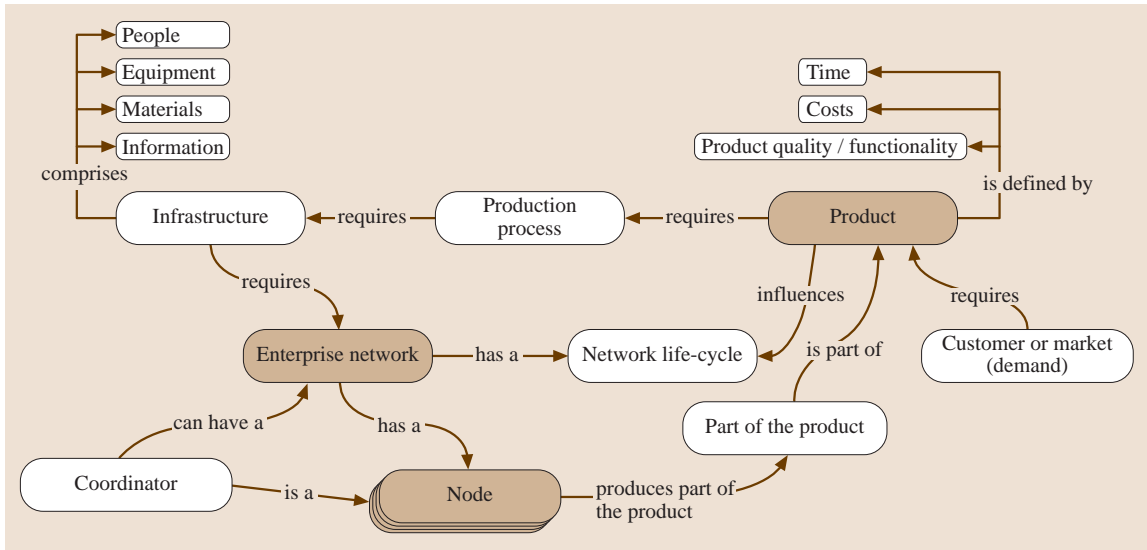 People
Equipment
Materials
Information
comprises
Time
Costs
Product quality / functionality
is defined by
Infrastructure
requires
Production
process
requires
Product
requires
influences
requires
Enterprise network
has a
Network life-cycle
is part of
Customer or market
(demand)
can have a
has a
Part of the product
Coordinator
is a
Node
produces part of
the product